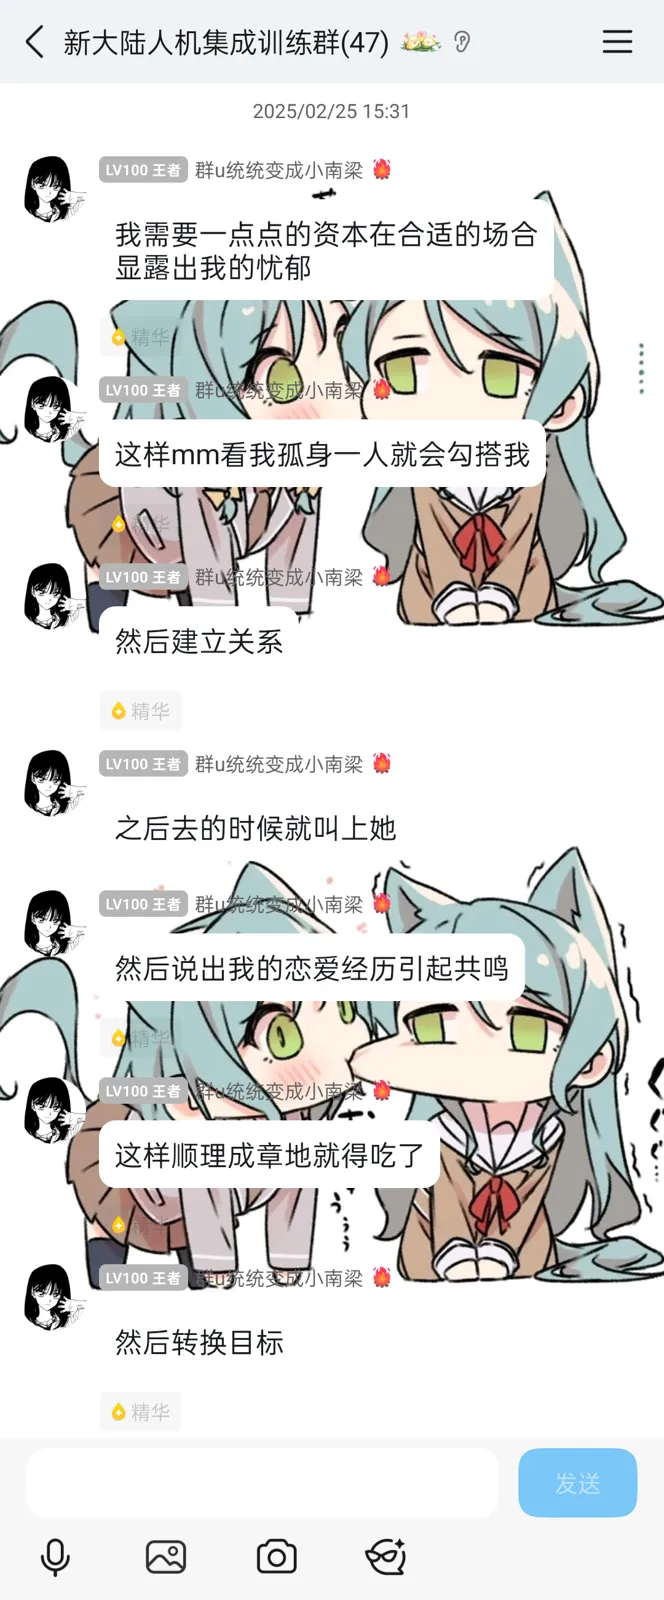 新大陆人机集成训练群(47)
2025/02/25 15:31
LV100 王者 群u统统变成小南梁
我需要一点点的资本在合适的场合
显露出我的忧郁
精华
LV100 王者 群u统统变成小南梁
这样mm看我孤身一人就会勾搭我
精华
LV100 王者 群u统统变成小南梁
然后建立关系
精华
LV100 王者 群u统统变成小南梁
之后去的时候就叫上她
LV100 王者 群u统统变成小南梁
然后说出我的恋爱经历引起共鸣
精华
LV100 王者 群u统统变成小南梁
这样顺理成章地就得吃了
精华
LV100 王者 群u统统变成小南梁
然后转换目标
精华
发送